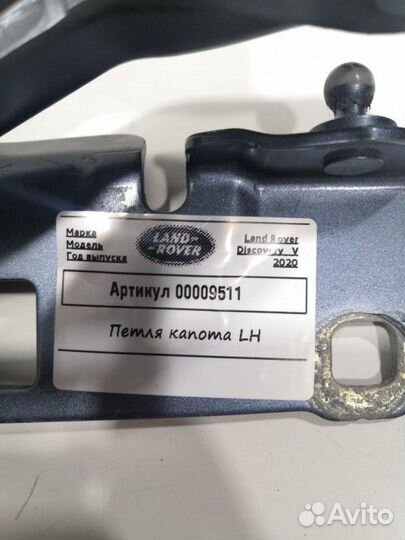 Марка Land Rover
Модель Discovery V
Год выпуска 2020
LAND
ROVER
Артикул 00009511
Петля капота LH
Avito